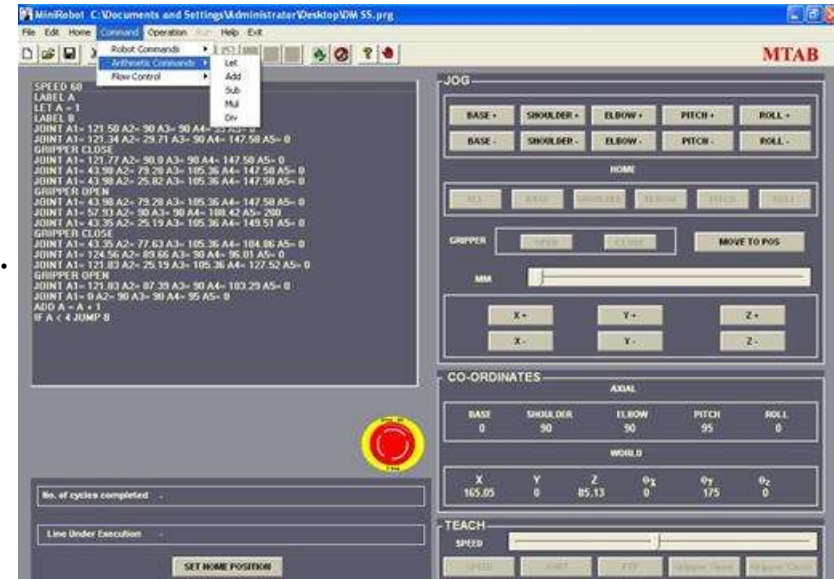 MiniRobot C:\Documents and Settings\Administrator\Desktop\DM SS.prg
File Edit Home Command Operation Run Help Exit
Robot Commands
Arithmetic Commands
Flow Control
Let
Add
Sub
Mul
Div
MTAB
SPEED 60
LABEL A
LET A = 1
LABEL B
JOINT A1= 121.50 A2= 90 A3= 90 A4= 95 A5= 0
JOINT A1= 121.34 A2= 29.71 A3= 90 A4= 147.58 A5= 0
GRIPPER CLOSE
JOINT A1= 121.77 A2= 90.0 A3= 90 A4= 147.58 A5= 0
JOINT A1= 43.98 A2= 79.28 A3= 105.36 A4= 147.58 A5= 0
JOINT A1= 43.98 A2= 25.82 A3= 105.36 A4= 147.58 A5= 0
GRIPPER OPEN
JOINT A1= 43.98 A2= 79.28 A3= 105.36 A4= 147.58 A5= 0
JOINT A1= 57.93 A2= 90 A3= 90 A4= 108.42 A5= 200
JOINT A1= 43.35 A2= 25.19 A3= 105.36 A4= 149.51 A5= 0
GRIPPER CLOSE
JOINT A1= 43.35 A2= 77.63 A3= 105.36 A4= 104.86 A5= 0
JOINT A1= 124.56 A2= 89.66 A3= 90 A4= 96.01 A5= 0
JOINT A1= 121.83 A2= 25.19 A3= 105.36 A4= 127.52 A5= 0
GRIPPER OPEN
JOINT A1= 121.83 A2= 87.39 A3= 90 A4= 103.29 A5= 0
JOINT A1= 0 A2= 90 A3= 90 A4= 95 A5= 0
ADD A = A + 1
IF A < 4 JUMP B
No. of cycles completed -
Line Under Execution -
SET HOME POSITION
JOG
BASE + SHOULDER + ELBOW + PITCH + ROLL +
BASE - SHOULDER - ELBOW - PITCH - ROLL -
HOME
ALL BASE SHOULDER ELBOW PITCH ROLL
GRIPPER OPEN CLOSE MOVE TO POS
MM
X + Y + Z +
X - Y - Z -
CO-ORDINATES
AXIAL
BASE SHOULDER ELBOW PITCH ROLL
0 90 90 95 0
WORLD
X Y Z θX θY θZ
165.05 0 85.13 0 175 0
TEACH
SPEED
SPEED JOINT PTP Gripper Open Gripper Close